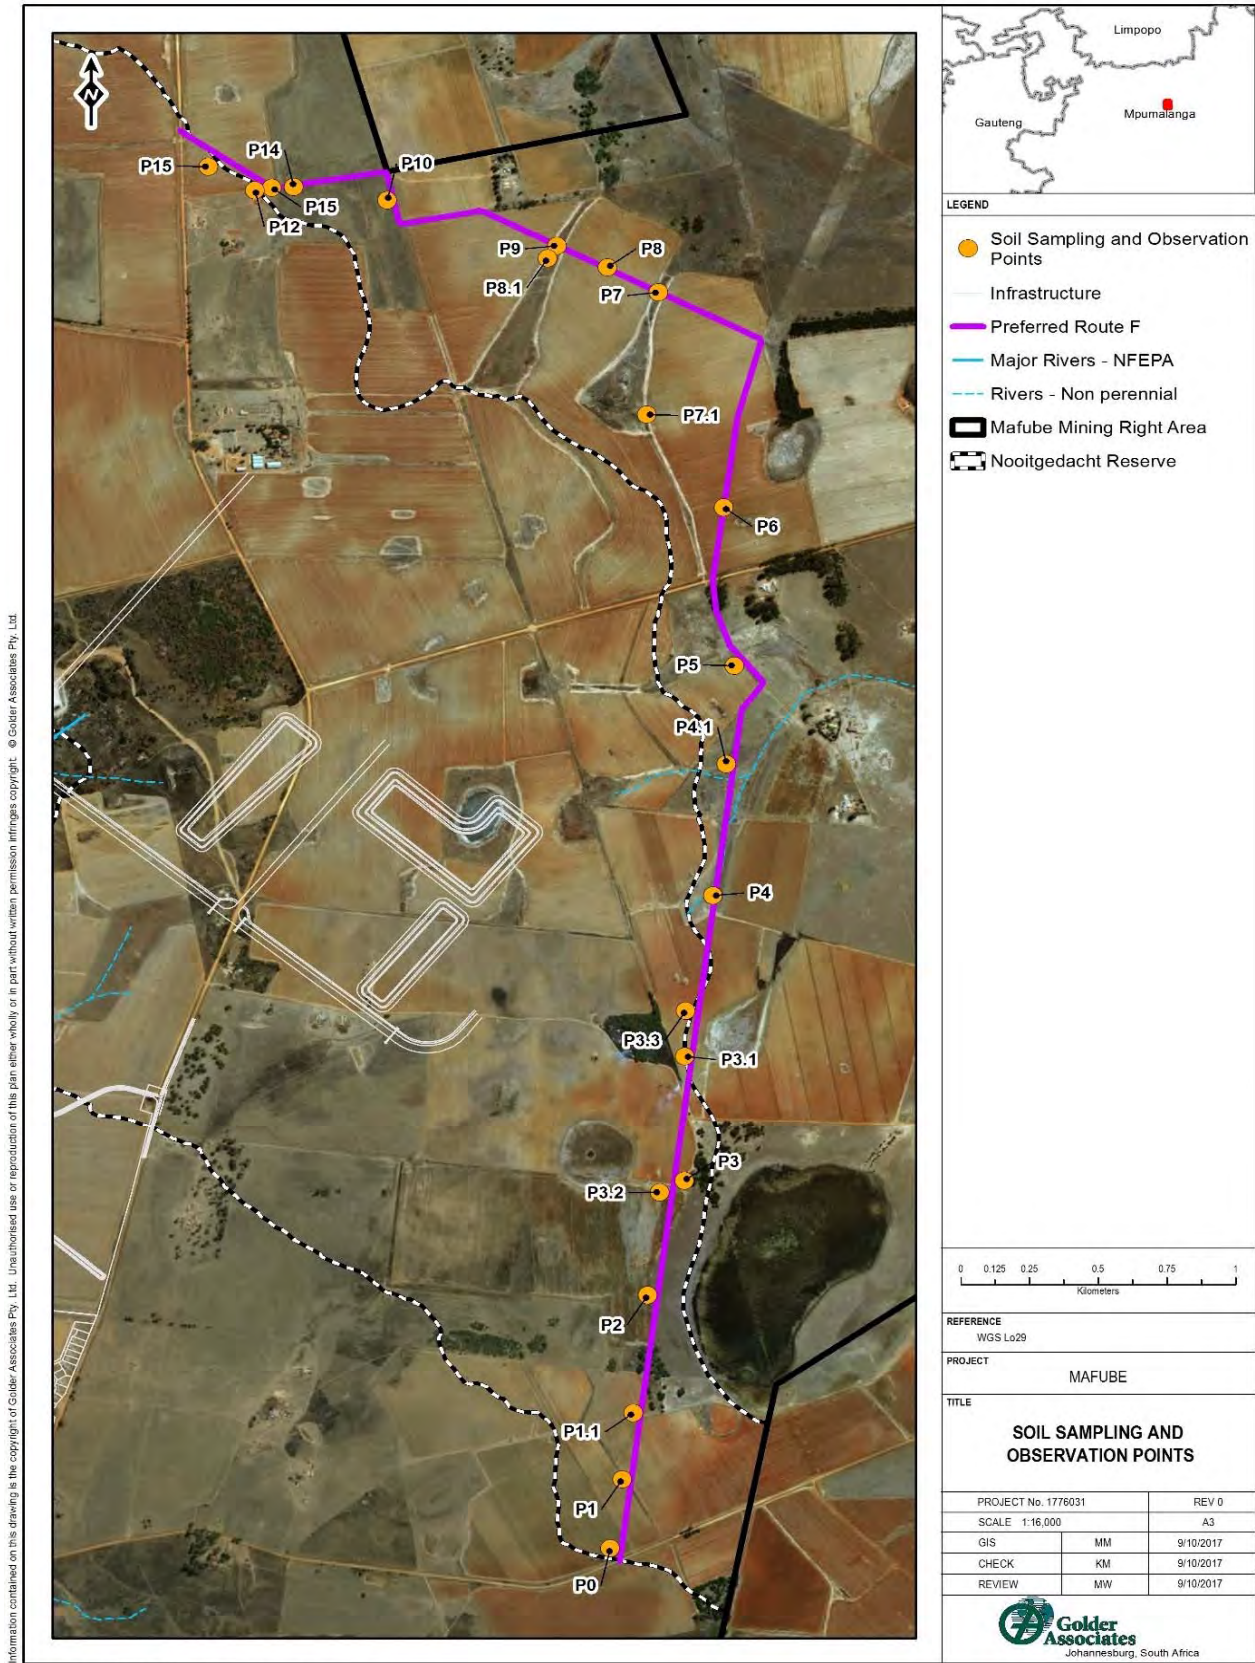 Information contained on this drawing is the copyright of Golder Associates Pty. Ltd. Unauthorised use or reproduction of this plan either wholly or in part without written permission infringes copyright. © Golder Associates Pty. Ltd.
N
P15
P14
P10
P15
P12
P9
P8
P8.1
P7
P7.1
P6
P5
P4.1
P4
P3.3
P3.1
P3
P3.2
P2
P1.1
P1
P0
Limpopo
Gauteng
Mpumalanga
LEGEND
Soil Sampling and Observation
Points
Infrastructure
Preferred Route F
Major Rivers - NFEPA
Rivers - Non perennial
Mafube Mining Right Area
Nooitgedacht Reserve
0 0.125 0.25 0.5 0.75 1
Kilometers
REFERENCE
WGS Lo29
PROJECT
MAFUBE
TITLE
SOIL SAMPLING AND
OBSERVATION POINTS
PROJECT No. 1776031 REV 0
SCALE 1:16,000 A3
GIS MM 9/10/2017
CHECK KM 9/10/2017
REVIEW MW 9/10/2017
Golder
Associates
Johannesburg, South Africa